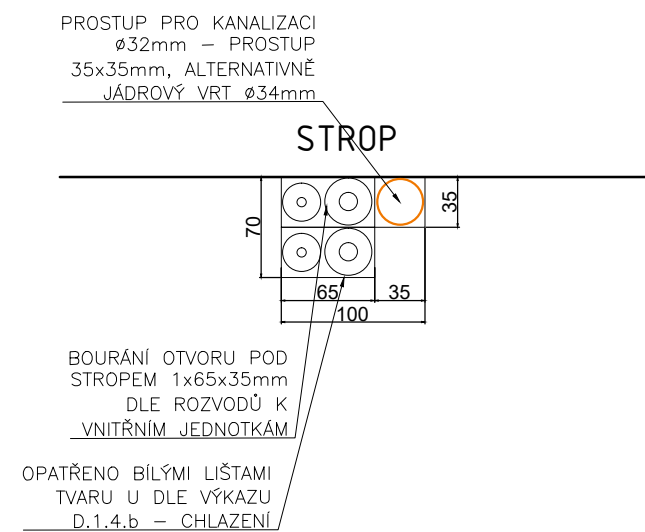 PROSTUP PRO KANALIZACI
ø32mm – PROSTUP
35x35mm, ALTERNATIVNĚ
JÁDROVÝ VRT ø34mm
STROP
70
35
65
35
100
BOURÁNÍ OTVORU POD
STROPEM 1x65x35mm
DLE ROZVODŮ K
VNITŘNÍM JEDNOTKÁM
OPATŘENO BÍLÝMI LIŠTAMI
TVARU U DLE VÝKAZU
D.1.4.b – CHLAZENÍ